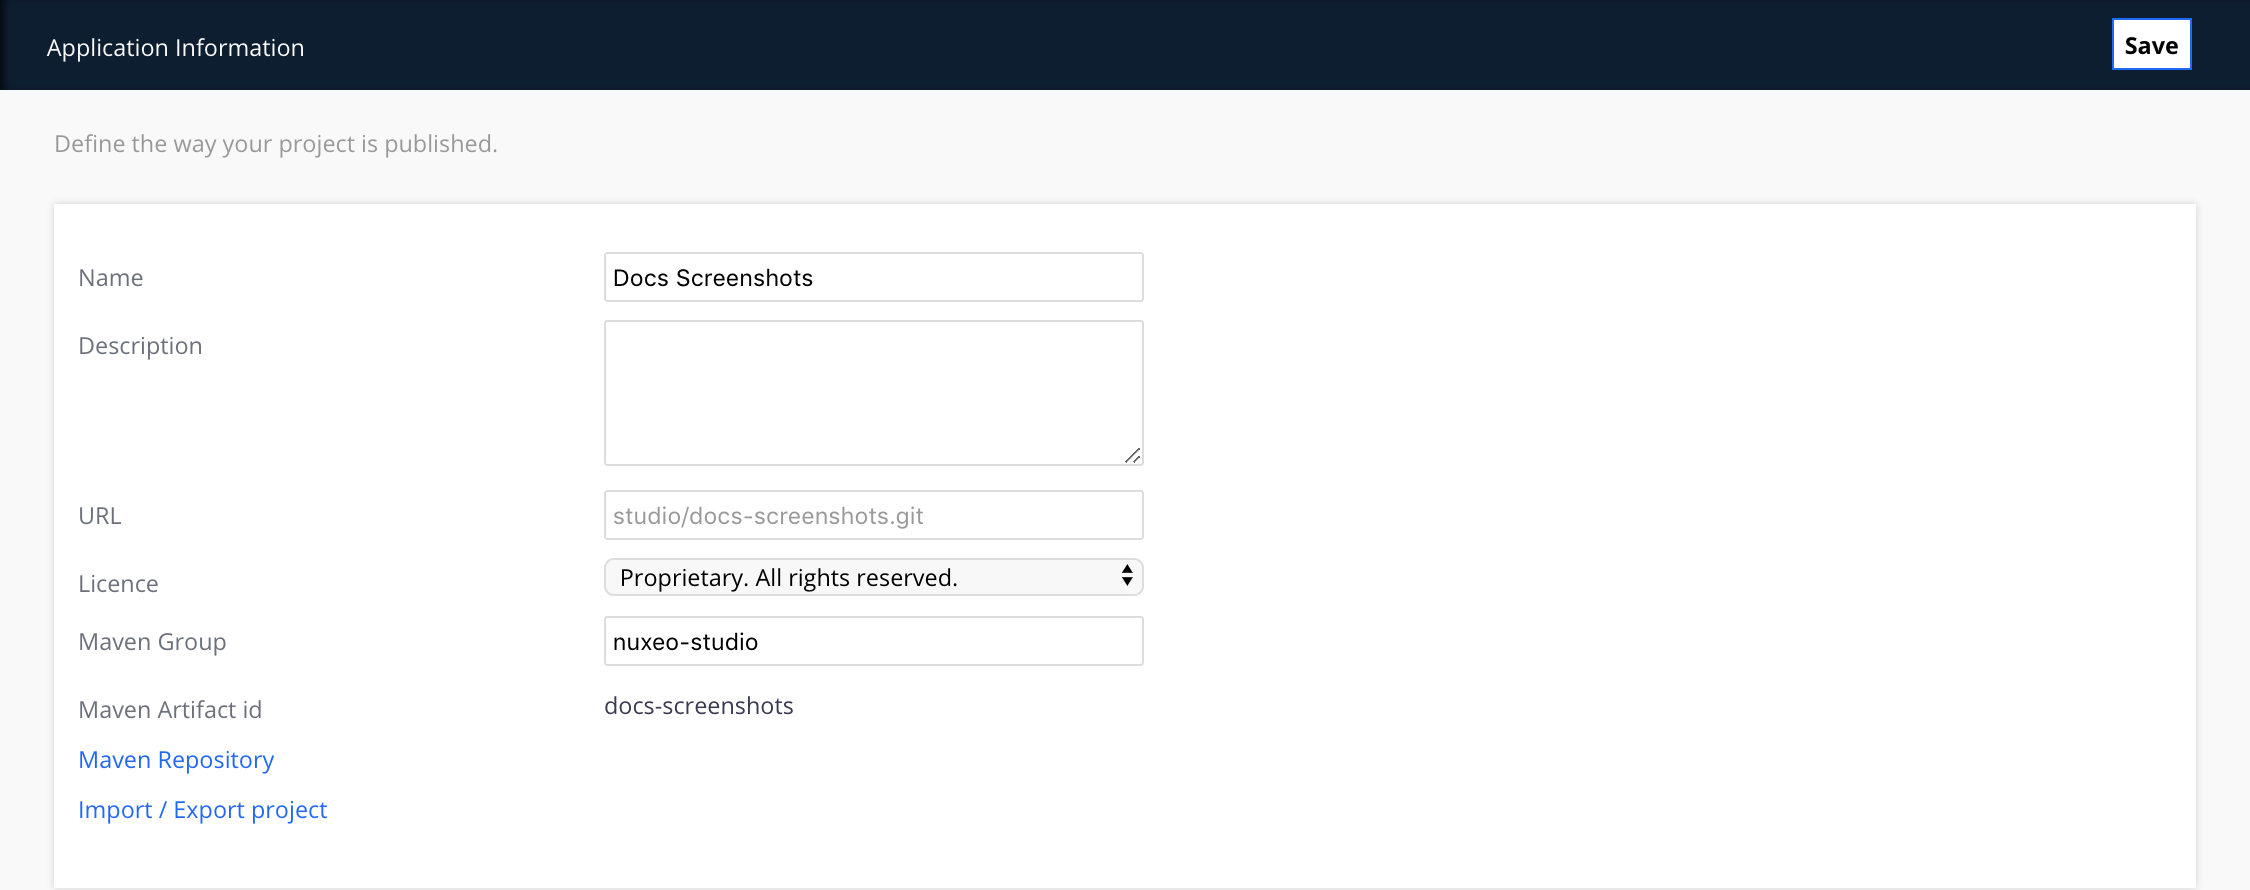 Application Information
Save
Define the way your project is published.
Name
Docs Screenshots
Description
URL
studio/docs-screenshots.git
Licence
Proprietary. All rights reserved.
Maven Group
nuxeo-studio
Maven Artifact id
docs-screenshots
Maven Repository
Import / Export project